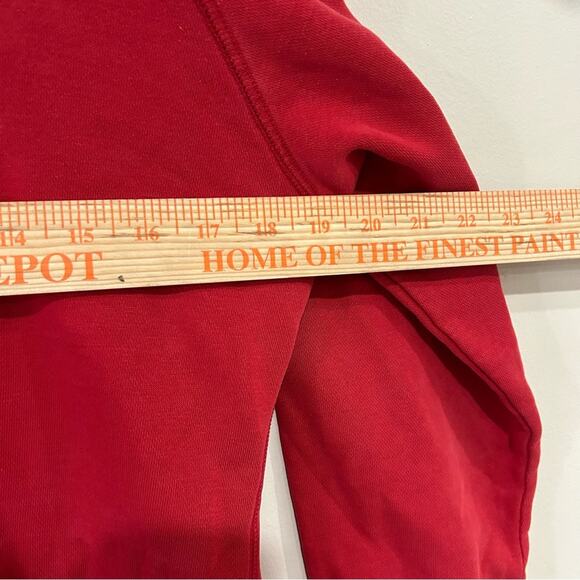 14 15 16 17 18 19 20 21 22 23 24
EPOT HOME OF THE FINEST PAINT